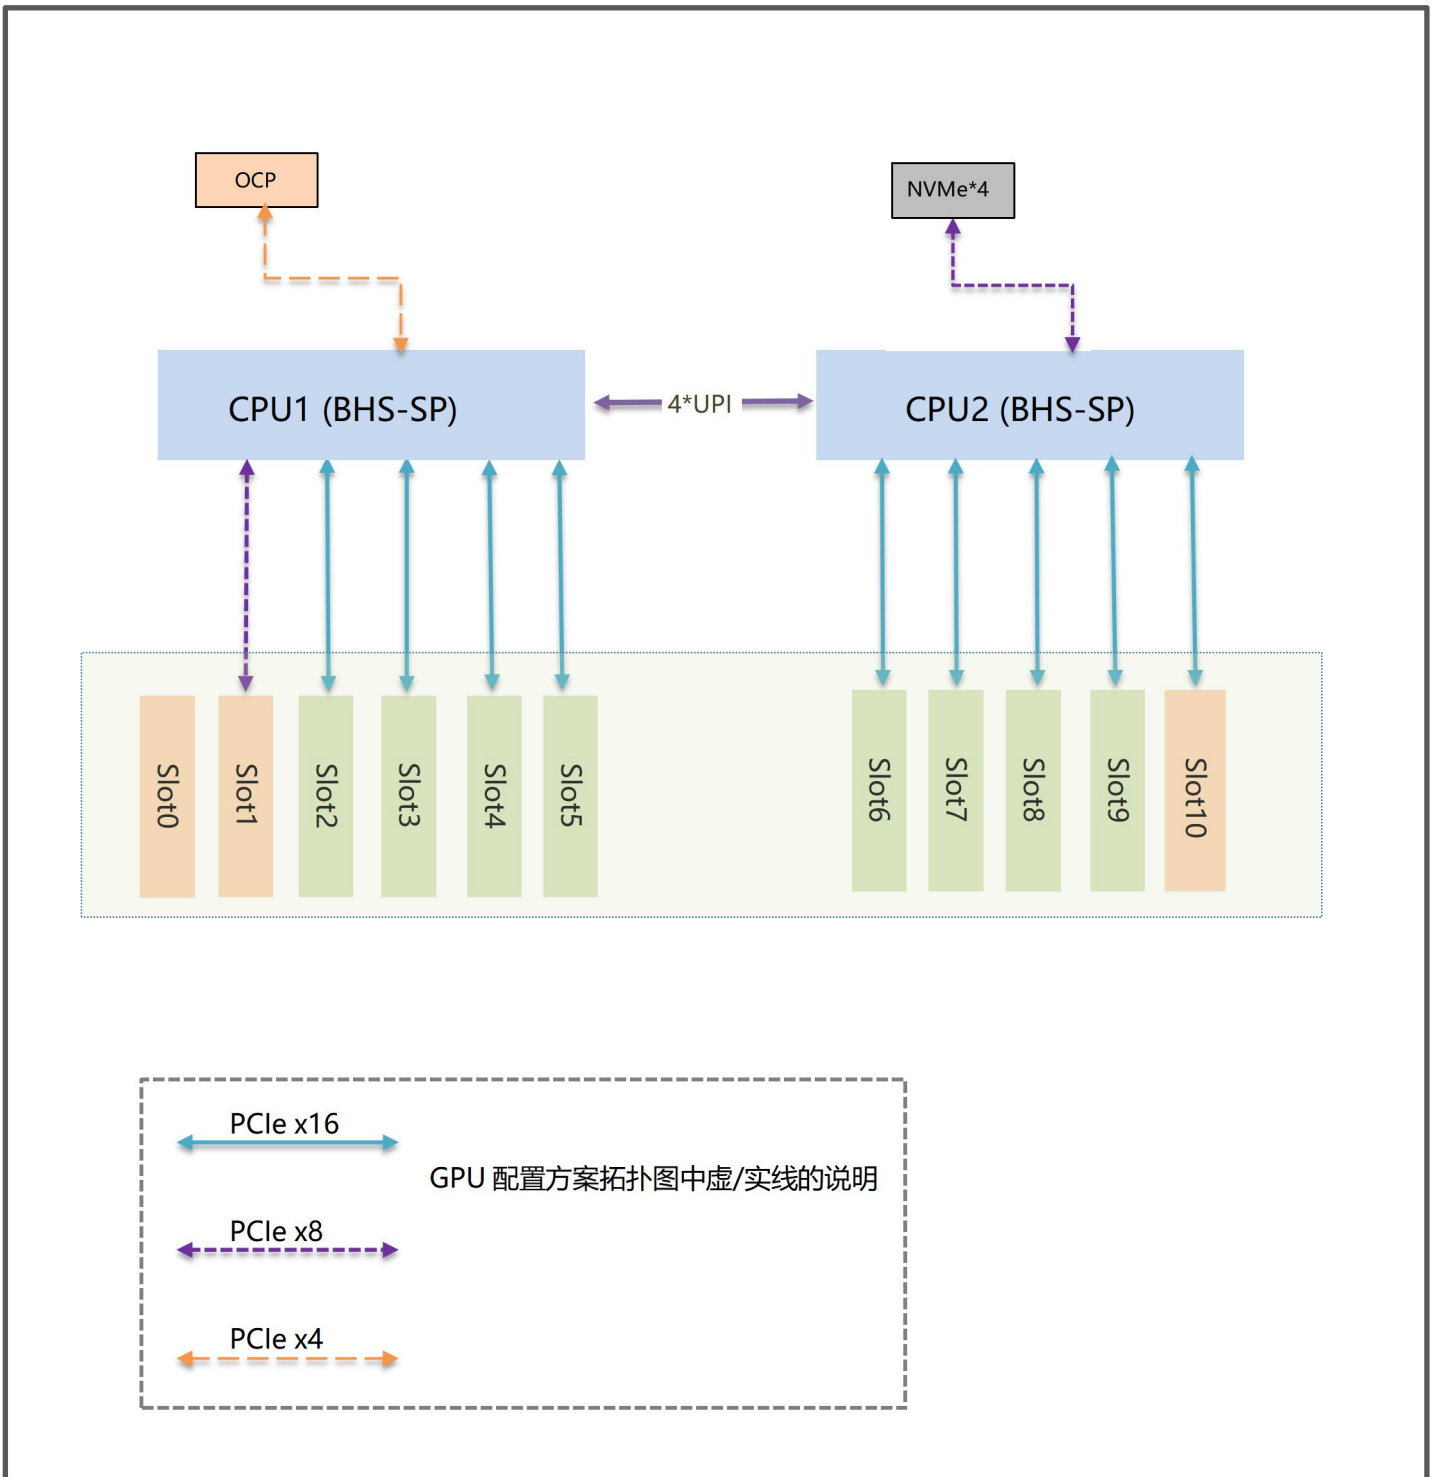 OCP
NVMe*4
CPU1 (BHS-SP)
4*UPI
CPU2 (BHS-SP)
Slot0
Slot1
Slot2
Slot3
Slot4
Slot5
Slot6
Slot7
Slot8
Slot9
Slot10
PCIe x16
GPU 配置方案拓扑图中虚/实线的说明
PCIe x8
PCIe x4